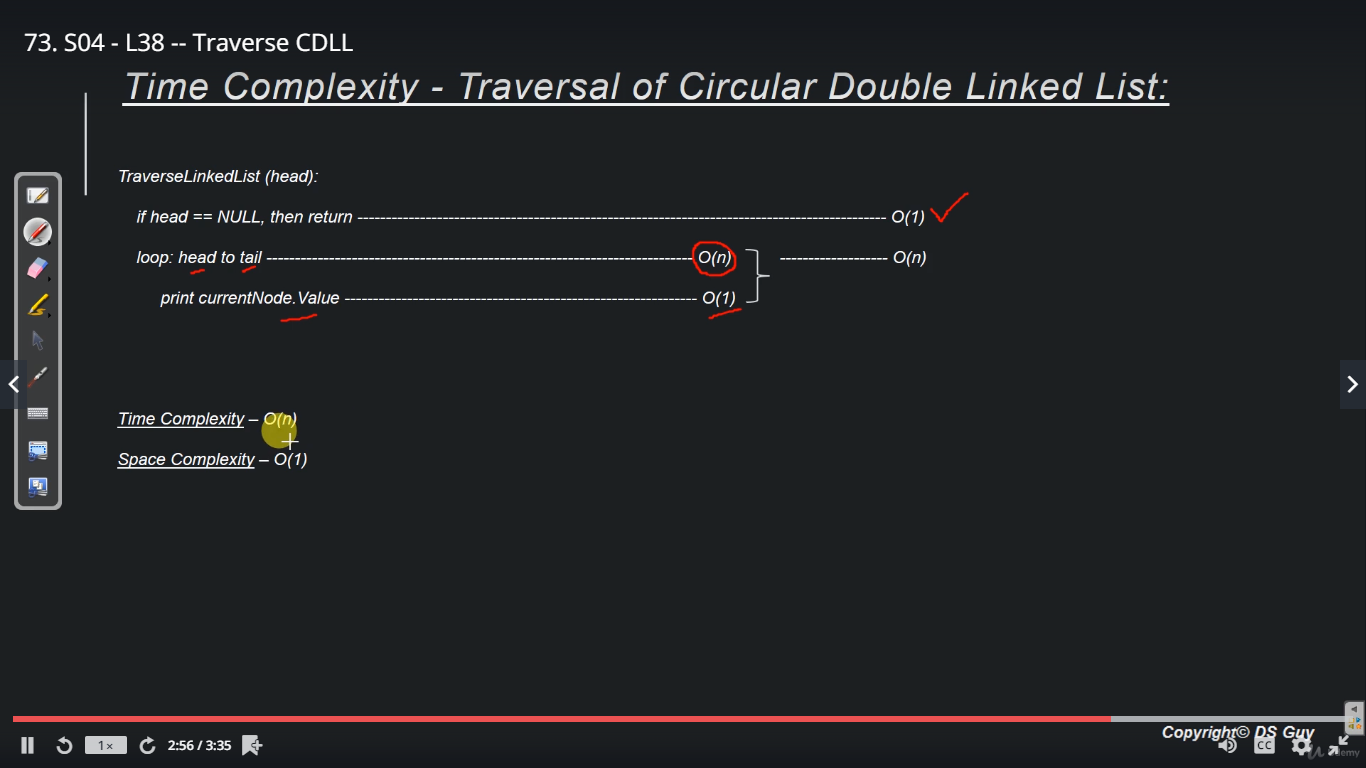 73. S04 - L38 -- Traverse CDLL
Time Complexity - Traversal of Circular Double Linked List:
TraverseLinkedList (head):
if head == NULL, then return ---------- O(1)
loop: head to tail ---------- O(n) ---------- O(n)
print currentNode.Value ---------- O(1)
Time Complexity – O(n)
Space Complexity – O(1)
Copyright© DS Guy
1x 2:56 / 3:35 CC